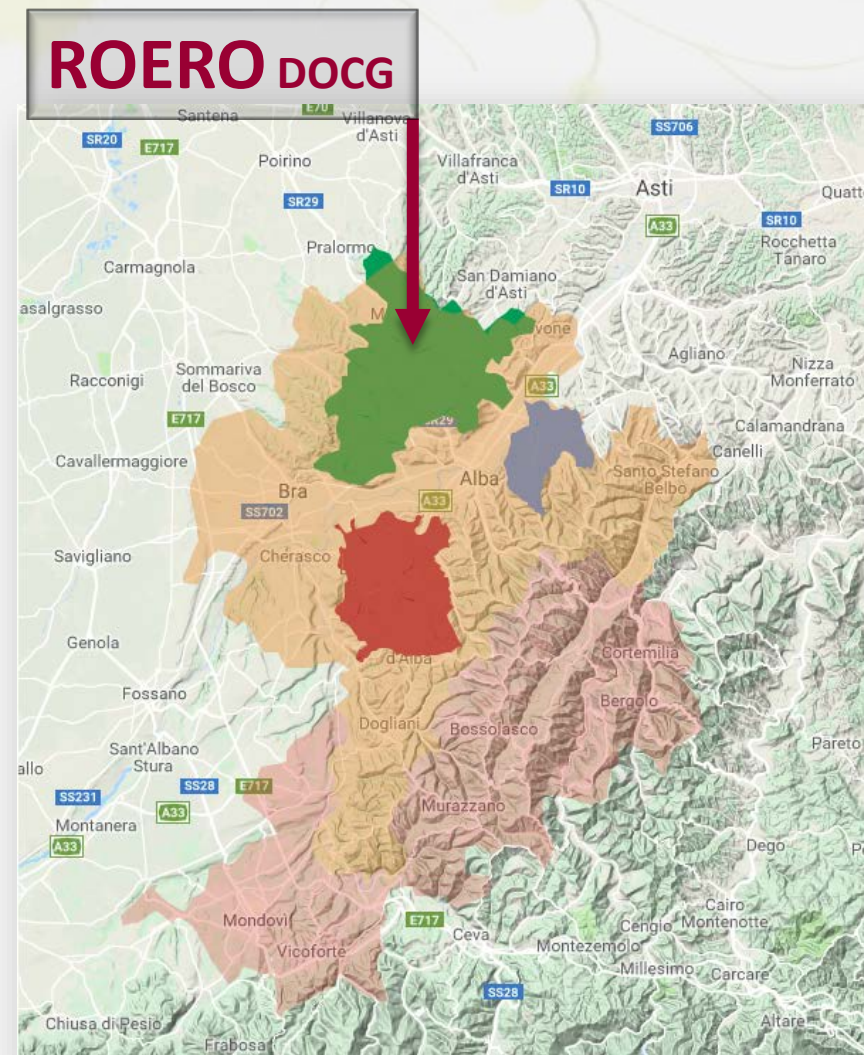 ROERO DOCG
Santena
E70
Villanova
d'Asti
SS706
SR20
E717
Poirino
Villafranca
d'Asti
SR10
Asti
Quatt
SR29
A33
SR10
Rocchetta
Tanaro
Pralormo
Carmagnola
San Damiano
d'Asti
asalgrasso
M
vone
Agliano
Racconigi
Sommariva
del Bosco
Nizza
Monferrato
A33
E717
R29
Calamandrana
Cavallermaggiore
Canelli
Alba
Santo Stefano
Belbo
Bra
A33
SS702
Savigliano
Cherasco
Genola
d'Alba
Cortemilia
Fossano
Bergolo
Dogliani
Bossolasco
Sant'Albano
Stura
Pareto
allo
SS28
E717
SS231
A33
Murazzano
Montanera
A33
Dego
P
Mondovì
E717
Ceva
Cairo
Montenotte
Cengio
Vicoforte
Montezemolo
Millesimo
Carcare
SS28
Chiusa di Pesio
Altare
Frabosa